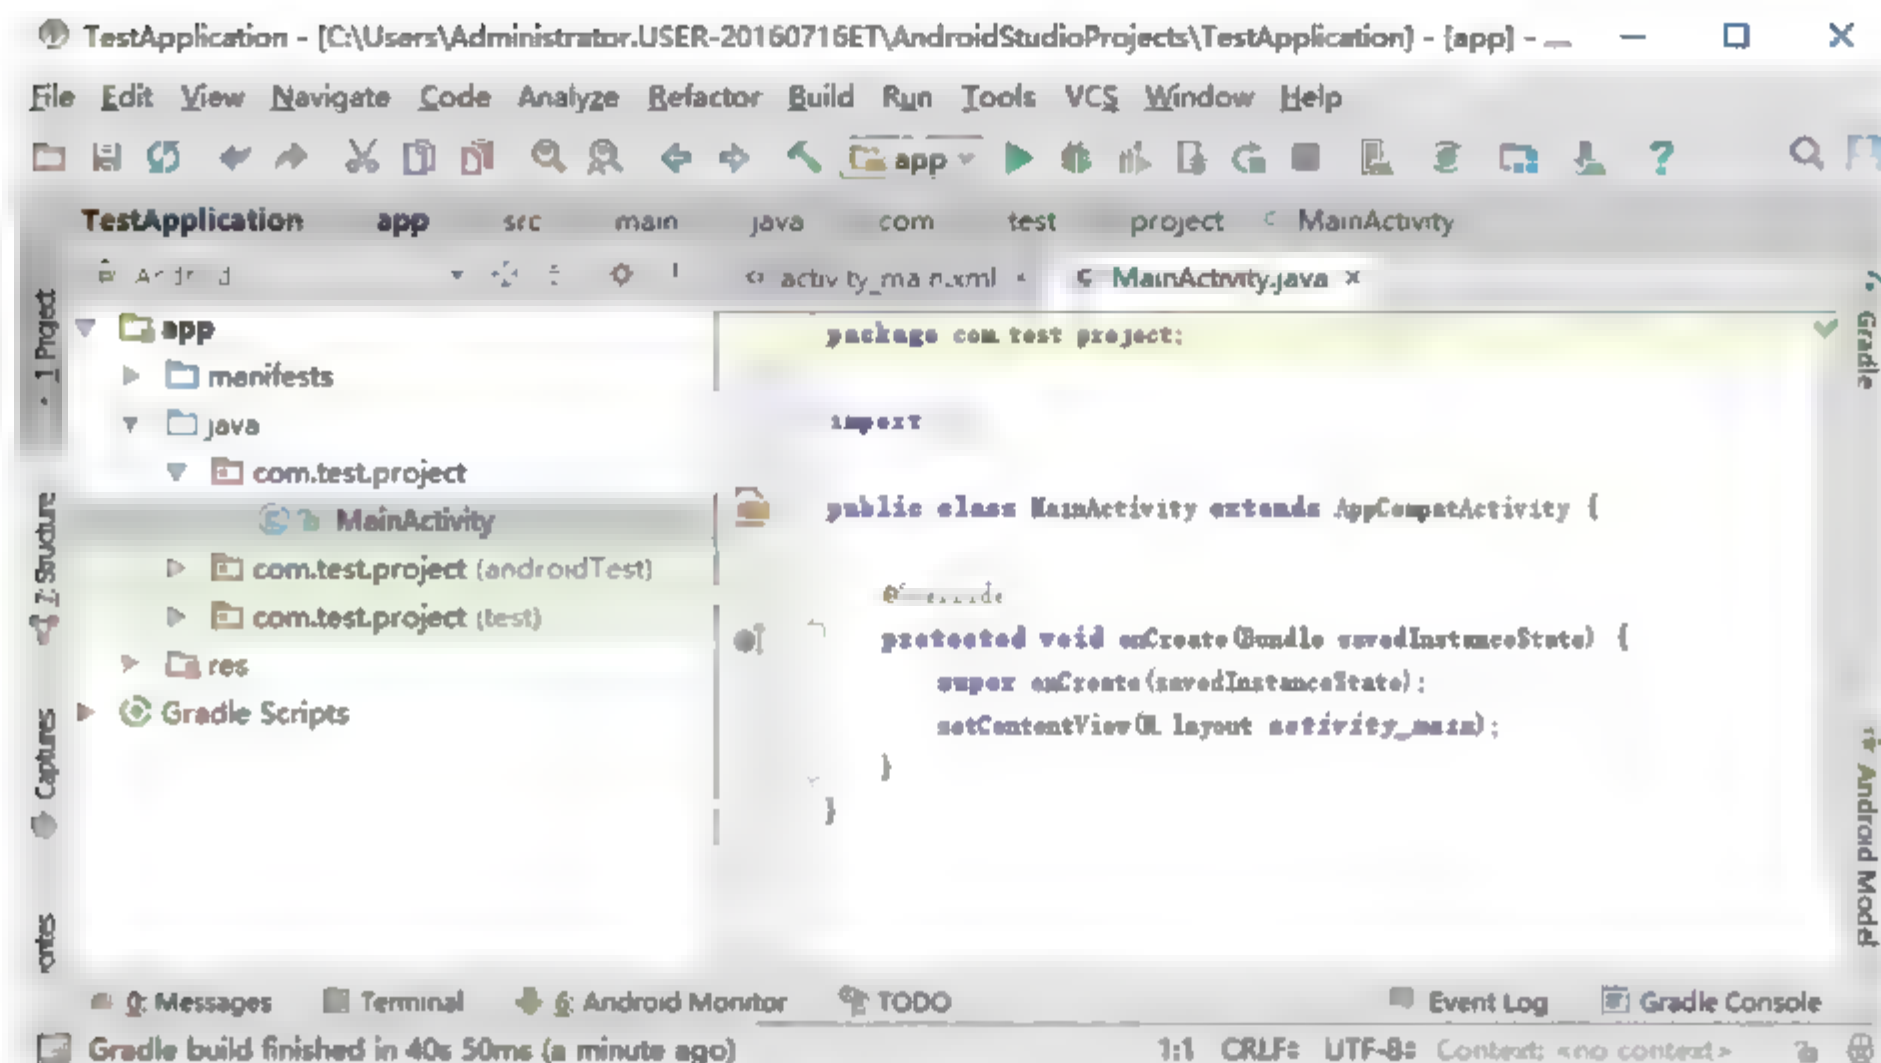 TestApplication - [C:\Users\Administrator.USER-20160716ET\AndroidStudioProjects\TestApplication] - [app] -
File Edit View Navigate Code Analyze Refactor Build Run Tools VCS Window Help
app
TestApplication app src main java com test project MainActivity
Android activity_main.xml MainActivity.java
1: Project
app
manifests
java
com.test.project
MainActivity
com.test.project (androidTest)
com.test.project (test)
res
Gradle Scripts
7: Structure
Captures
package com.test.project;
import
public class MainActivity extends AppCompatActivity {
@Override
protected void onCreate(Bundle savedInstanceState) {
super.onCreate(savedInstanceState);
setContentView(R.layout.activity_main);
}
}
Gradle
Android Model
0: Messages Terminal 6: Android Monitor TODO Event Log Gradle Console
Gradle build finished in 40s 50ms (a minute ago) 1:1 CRLF UTF-8 Context: <no context>